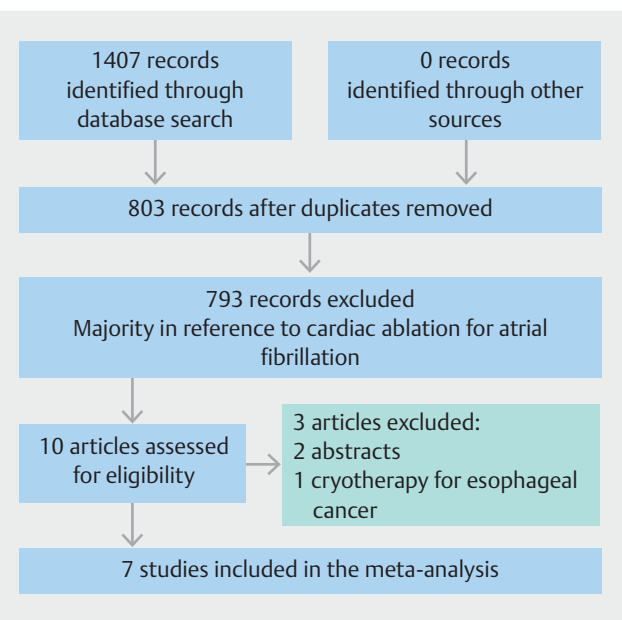 1407 records
identified through
database search
0 records
identified through other
sources
803 records after duplicates removed
793 records excluded
Majority in reference to cardiac ablation for atrial
fibrillation
10 articles assessed
for eligibility
3 articles excluded:
2 abstracts
1 cryotherapy for esophageal
cancer
7 studies included in the meta-analysis